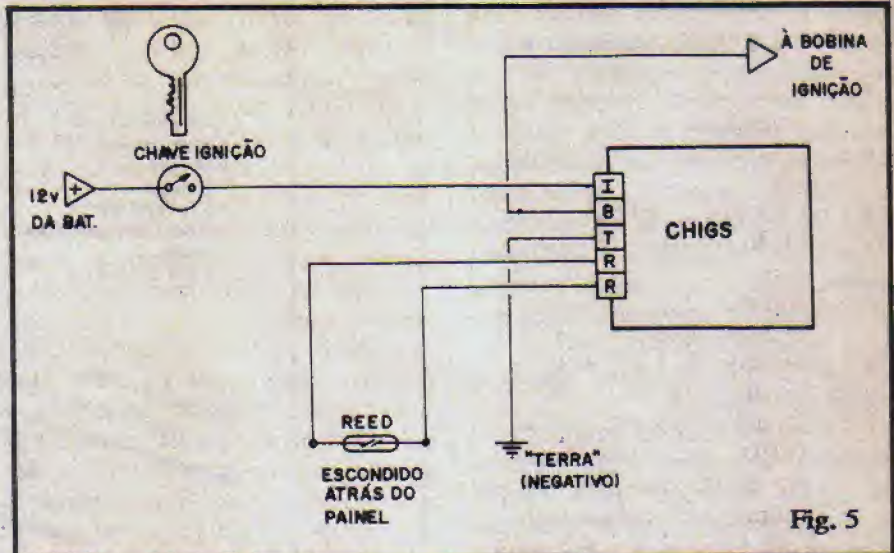 À BOBINA
DE
IGNIÇÃO
CHAVE IGNIÇÃO
12v
+
DA BAT.
I
B
T
R
R
CHIGS
REED
ESCONDIDO
ATRÁS DO
PAINEL
"TERRA"
(NEGATIVO)
Fig. 5